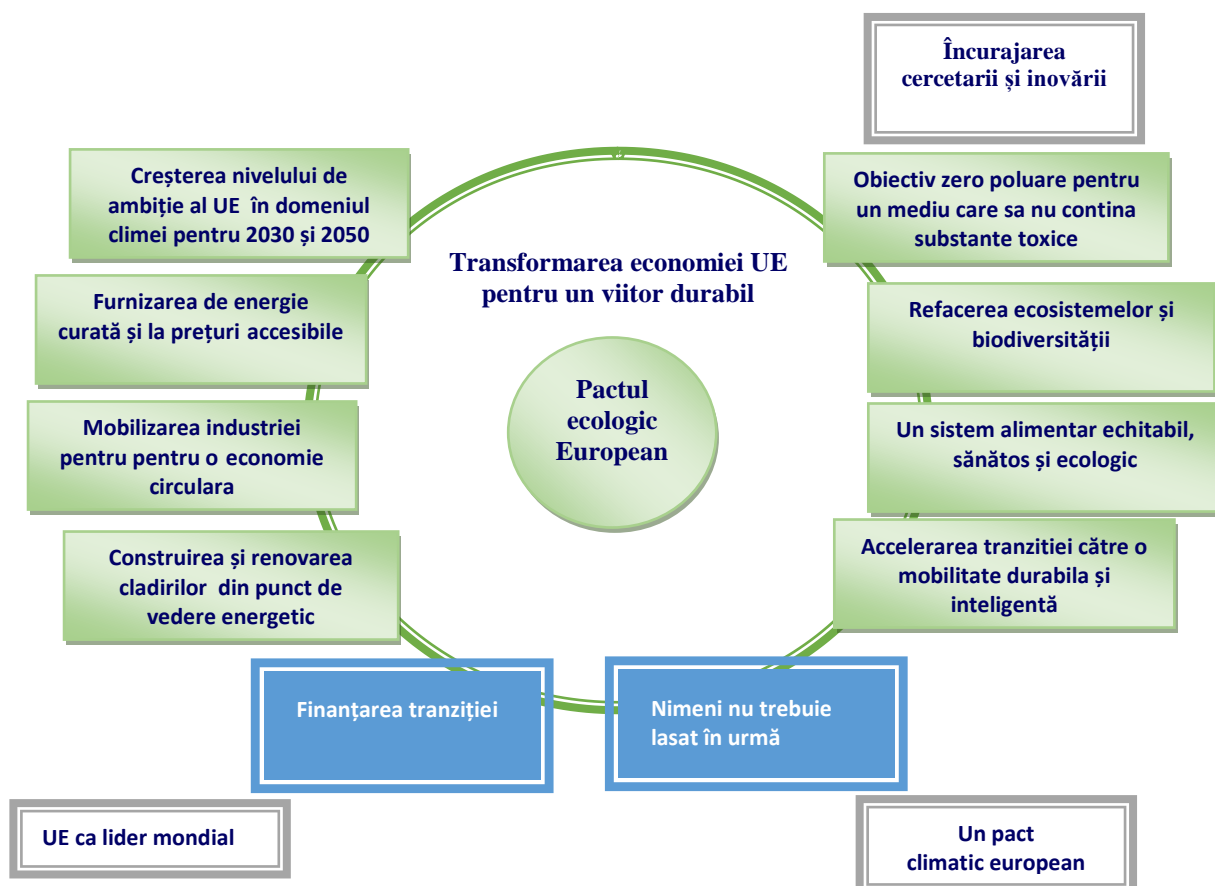 Încurajarea
cercetarii și inovării
Creșterea nivelului de
ambiție al UE în domeniul
climei pentru 2030 și 2050
Obiectiv zero poluare pentru
un mediu care sa nu contina
substante toxice
Transformarea economiei UE
pentru un viitor durabil
Furnizarea de energie
curată și la prețuri accesibile
Refacerea ecosistemelor și
biodiversității
Pactul
ecologic
European
Mobilizarea industriei
pentru pentru o economie
circulara
Un sistem alimentar echitabil,
sănătos și ecologic
Construirea și renovarea
cladirilor din punct de
vedere energetic
Accelerarea tranzitiei către o
mobilitate durabila și
inteligentă
Finanțarea tranziției
Nimeni nu trebuie
lasat în urmă
UE ca lider mondial
Un pact
climatic european